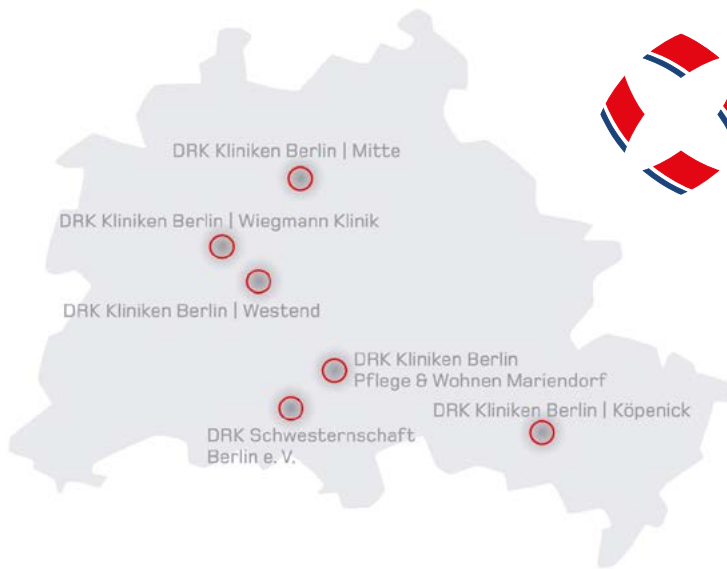 DRK Kliniken Berlin | Mitte
DRK Kliniken Berlin | Wiegmann Klinik
DRK Kliniken Berlin | Westend
DRK Kliniken Berlin
Pflege & Wohnen Mariendorf
DRK Kliniken Berlin | Köpenick
DRK Schwesternschaft
Berlin e. V.